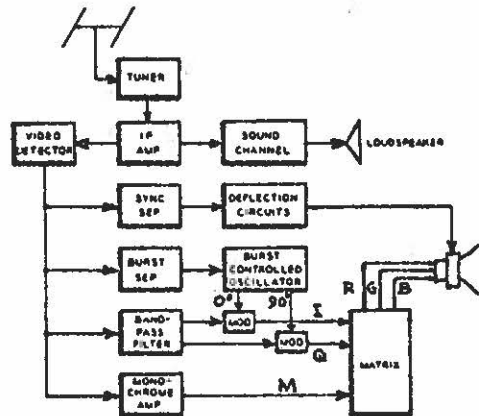 TUNER
VIDEO
DETECTOR
IF
AMP
SOUND
CHANNEL
LOUDSPEAKER
SYNC
SEP
DEFLECTION
CIRCUITS
BURST
SEP
BURST
CONTROLLED
OSCILLATOR
R
G
B
0°
90°
BAND-
PASS
FILTER
MOD
I
MOD
Q
MATRIX
MONO-
CHROME
AMP
M